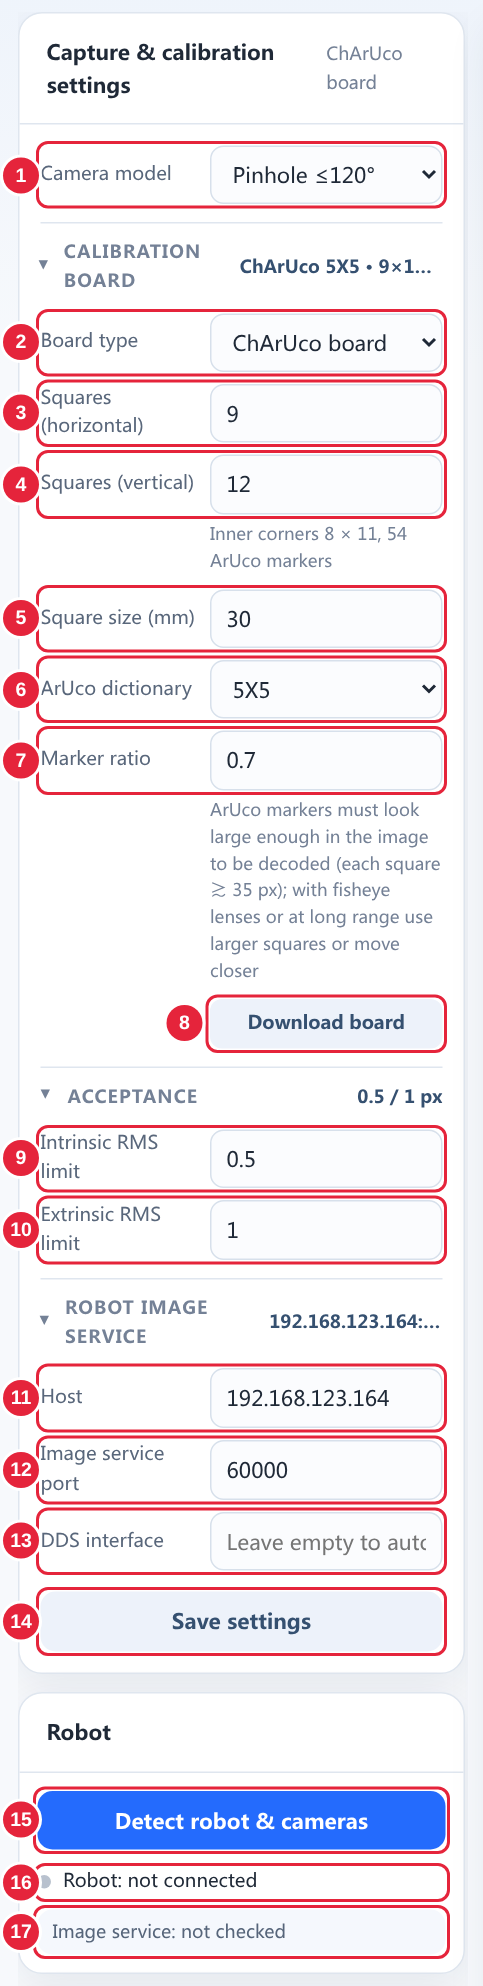 Capture & calibration
settings
ChArUco
board
1 Camera model Pinhole ≤120°
▼ CALIBRATION
BOARD
ChArUco 5X5 • 9×1...
2 Board type ChArUco board
3 Squares
(horizontal)
9
4 Squares (vertical) 12
Inner corners 8 × 11, 54
ArUco markers
5 Square size (mm) 30
6 ArUco dictionary 5X5
7 Marker ratio 0.7
ArUco markers must look
large enough in the image
to be decoded (each square
≳ 35 px); with fisheye
lenses or at long range use
larger squares or move
closer
8 Download board
▼ ACCEPTANCE 0.5 / 1 px
9 Intrinsic RMS
limit
0.5
10 Extrinsic RMS
limit
1
▼ ROBOT IMAGE
SERVICE
192.168.123.164:...
11 Host 192.168.123.164
12 Image service
port
60000
13 DDS interface Leave empty to auto
14 Save settings
Robot
15 Detect robot & cameras
16 Robot: not connected
17 Image service: not checked